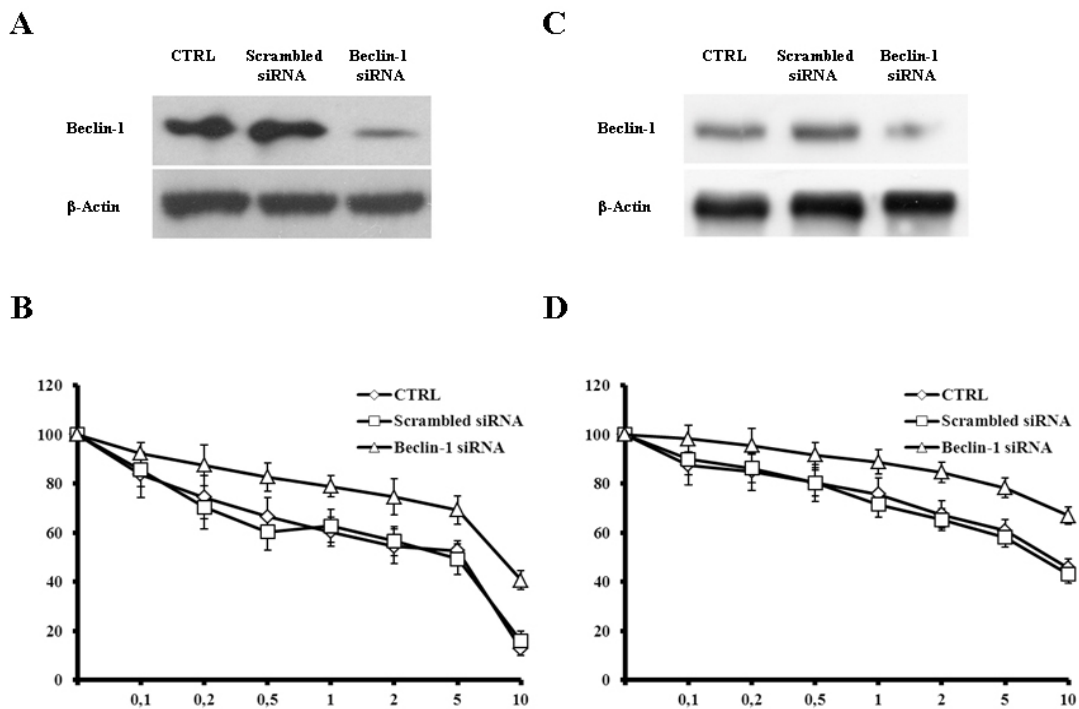 A
C
CTRL Scrambled siRNA Beclin-1 siRNA
Beclin-1
β-Actin
CTRL Scrambled siRNA Beclin-1 siRNA
Beclin-1
β-Actin
B
D
120
100
80
60
40
20
0
0,1 0,2 0,5 1 2 5 10
CTRL
Scrambled siRNA
Beclin-1 siRNA
120
100
80
60
40
20
0
0,1 0,2 0,5 1 2 5 10
CTRL
Scrambled siRNA
Beclin-1 siRNA